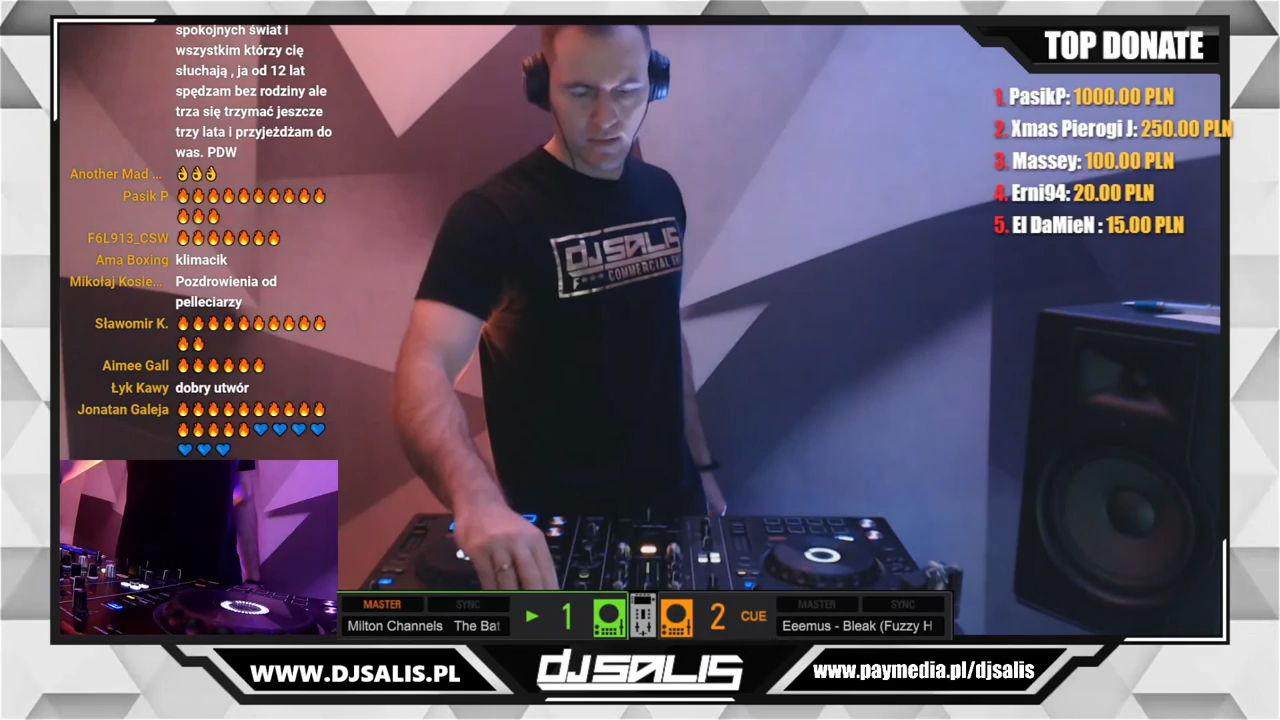 spokojnych świat i
wszystkim którzy cię
słuchają , ja od 12 lat
spędzam bez rodziny ale
trza się trzymać jeszcze
trzy lata i przyjeżdżam do
was. PDW
Another Mad ... 👌👌👌
Pasik P 🔥🔥🔥🔥🔥🔥🔥🔥🔥🔥
🔥🔥🔥
F6L913_CSW 🔥🔥🔥🔥🔥🔥🔥
Ama Boxing klimacik
Mikołaj Kosie... Pozdrowienia od
pelleciarzy
Sławomir K. 🔥🔥🔥🔥🔥🔥🔥🔥🔥🔥
🔥🔥
Aimee Gall 🔥🔥🔥🔥🔥🔥
Łyk Kawy dobry utwór
Jonatan Galeja 🔥🔥🔥🔥🔥🔥🔥🔥🔥🔥
🔥🔥🔥🔥🔥💙💙💙💙
💙💙💙
TOP DONATE
1. PasikP: 1000.00 PLN
2. Xmas Pierogi J: 250.00 PLN
3. Massey: 100.00 PLN
4. Erni94: 20.00 PLN
5. El DaMieN : 15.00 PLN
DJ SALIS
F*** COMMERCIAL
MASTER SYNC
Milton Channels The Bat
1
2 CUE
MASTER SYNC
Eeemus - Bleak (Fuzzy H
WWW.DJSALIS.PL
DJ SALIS
www.paymedia.pl/djsalis